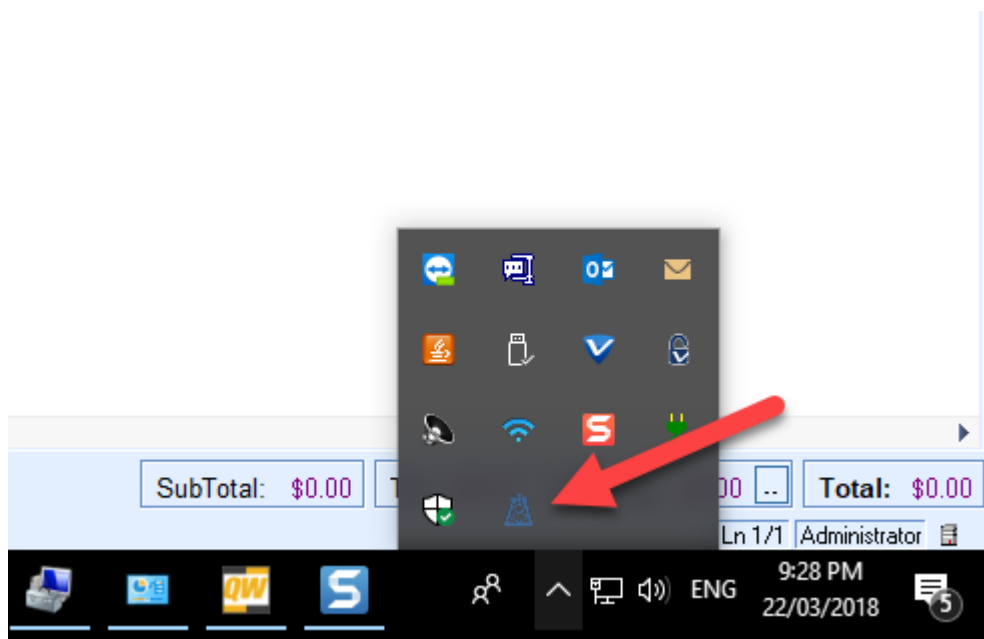 SubTotal: $0.00
00 .. Total: $0.00
Ln 1/1 Administrator
QW
S
ENG
9:28 PM
22/03/2018
5